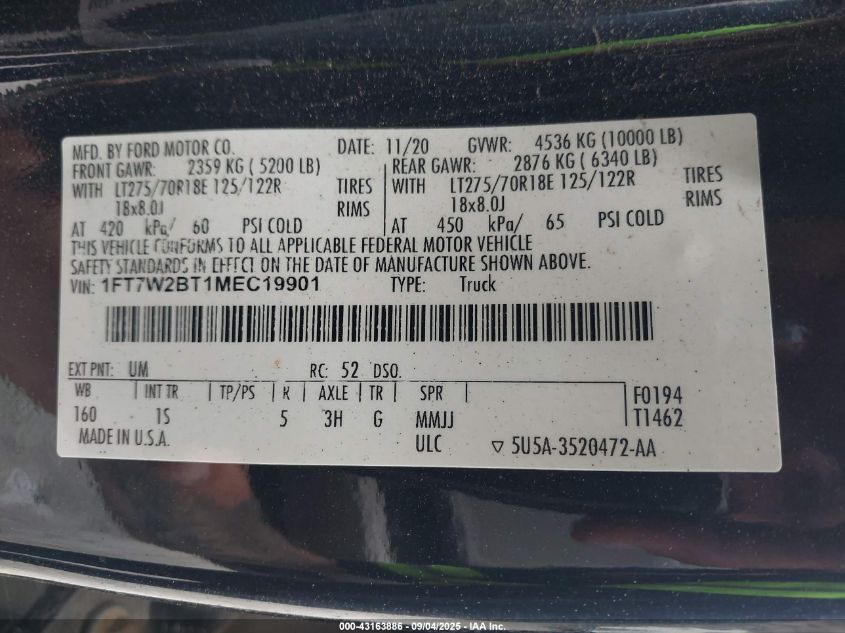 MFD. BY FORD MOTOR CO. DATE: 11/20 GVWR: 4536 KG (10000 LB)
FRONT GAWR: 2359 KG ( 5200 LB) REAR GAWR: 2876 KG ( 6340 LB)
WITH LT275/70R18E 125/122R TIRES WITH LT275/70R18E 125/122R TIRES
18x8.0J RIMS 18x8.0J RIMS
AT 420 kPa/ 60 PSI COLD AT 450 kPa/ 65 PSI COLD
THIS VEHICLE CONFORMS TO ALL APPLICABLE FEDERAL MOTOR VEHICLE
SAFETY STANDARDS IN EFFECT ON THE DATE OF MANUFACTURE SHOWN ABOVE.
VIN: 1FT7W2BT1MEC19901 TYPE: Truck
EXT PNT: UM RC: 52 DSO:
WB INT TR TP/PS R AXLE TR SPR F0194
160 1S 5 3H G MMJJ T1462
MADE IN U.S.A. ULC ▽ 5U5A-3520472-AA
000-43163886 - 09/04/2025 - www.iaai.com